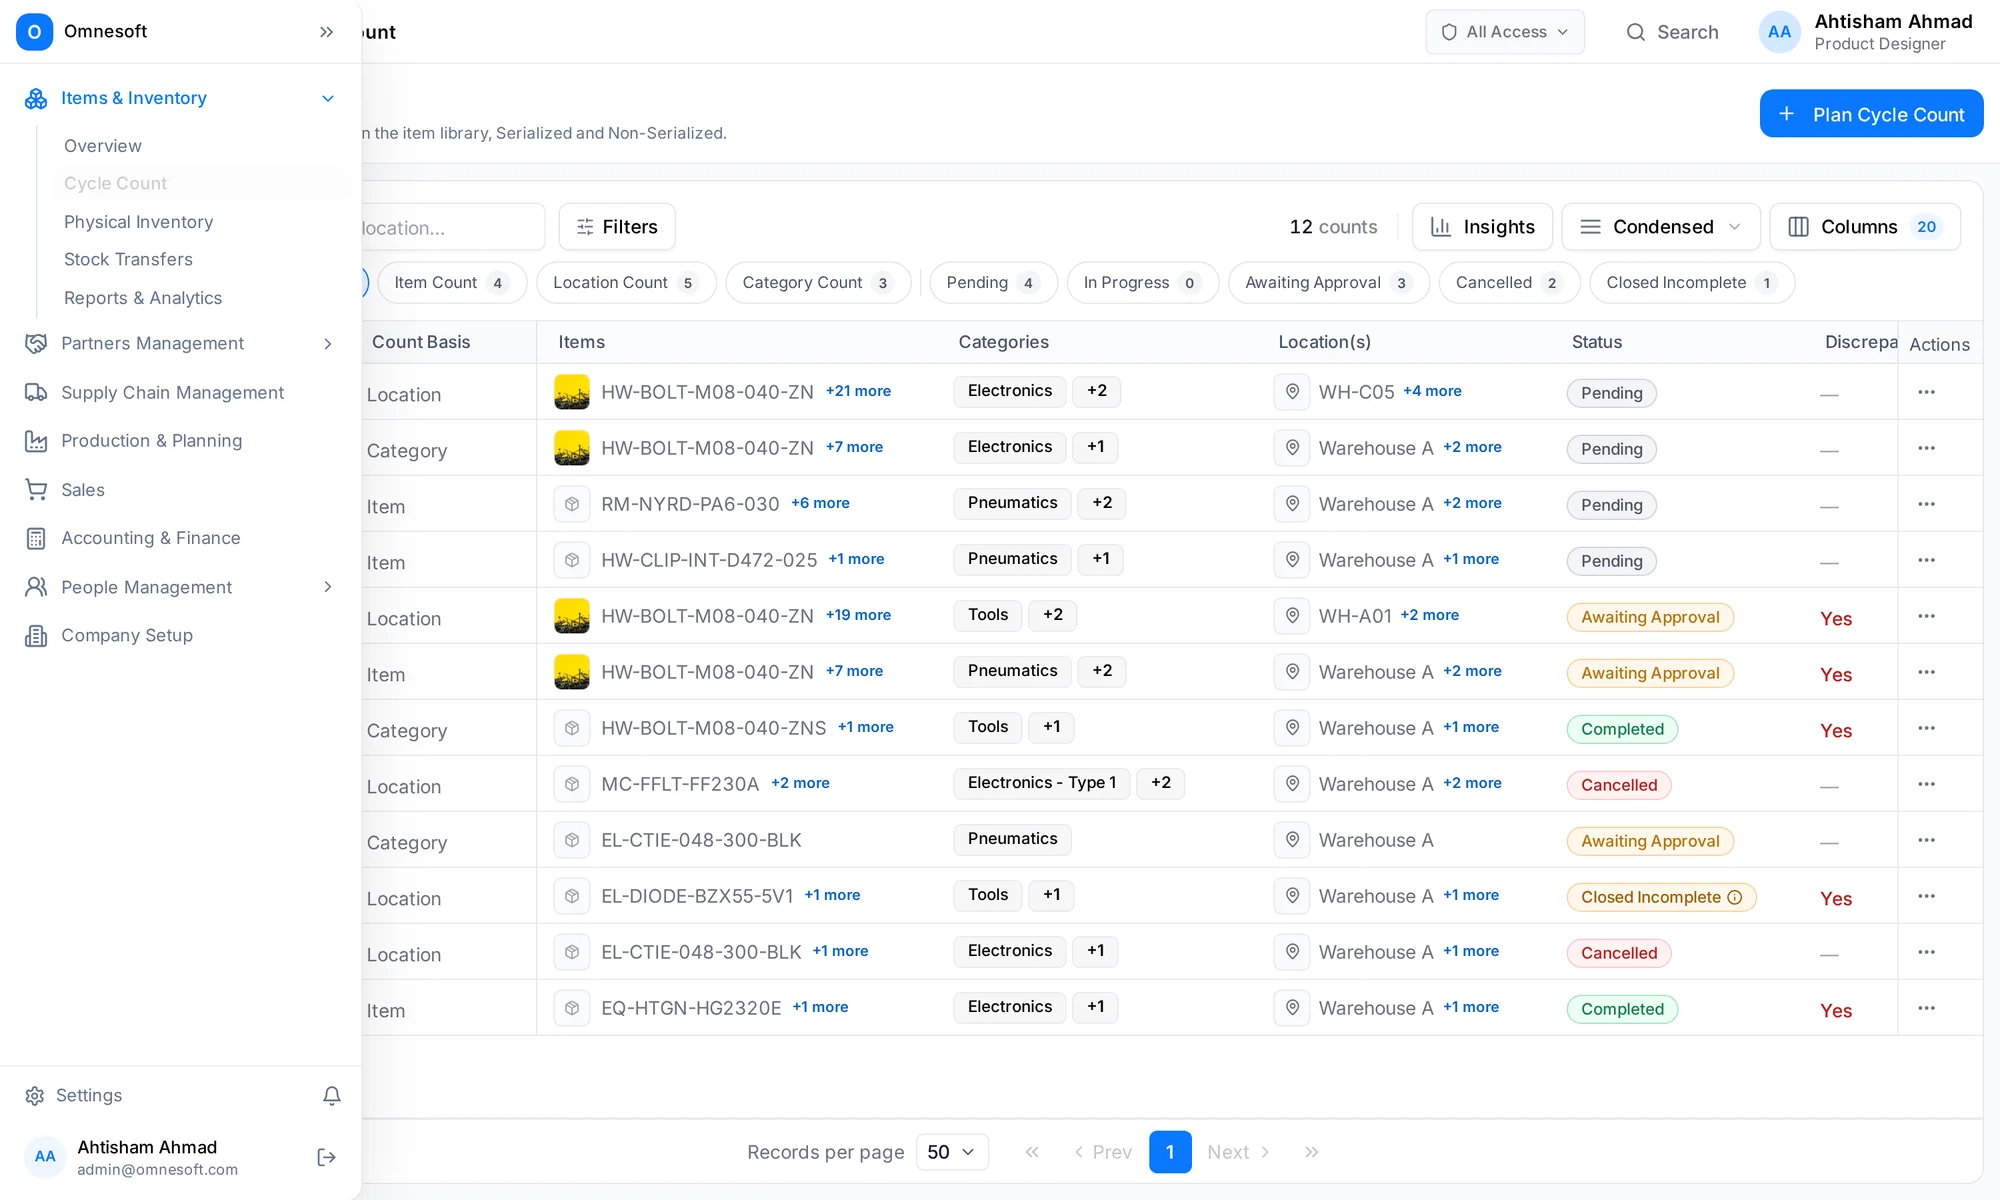 O Omnesoft
Items & Inventory
Overview
Cycle Count
Physical Inventory
Stock Transfers
Reports & Analytics
Partners Management
Supply Chain Management
Production & Planning
Sales
Accounting & Finance
People Management
Company Setup
Settings
AA Ahtisham Ahmad
admin@omnesoft.com
ount
All Access
Search
AA Ahtisham Ahmad
Product Designer
n the item library, Serialized and Non-Serialized.
+ Plan Cycle Count
location...
Filters
12 counts
Insights
Condensed
Columns 20
Item Count 4
Location Count 5
Category Count 3
Pending 4
In Progress 0
Awaiting Approval 3
Cancelled 2
Closed Incomplete 1
Count Basis Items Categories Location(s) Status Discrepa Actions
Location HW-BOLT-M08-040-ZN +21 more Electronics +2 WH-C05 +4 more Pending — ...
Category HW-BOLT-M08-040-ZN +7 more Electronics +1 Warehouse A +2 more Pending — ...
Item RM-NYRD-PA6-030 +6 more Pneumatics +2 Warehouse A +2 more Pending — ...
Item HW-CLIP-INT-D472-025 +1 more Pneumatics +1 Warehouse A +1 more Pending — ...
Location HW-BOLT-M08-040-ZN +19 more Tools +2 WH-A01 +2 more Awaiting Approval Yes ...
Item HW-BOLT-M08-040-ZN +7 more Pneumatics +2 Warehouse A +2 more Awaiting Approval Yes ...
Category HW-BOLT-M08-040-ZNS +1 more Tools +1 Warehouse A +1 more Completed Yes ...
Location MC-FFLT-FF230A +2 more Electronics - Type 1 +2 Warehouse A +2 more Cancelled — ...
Category EL-CTIE-048-300-BLK Pneumatics Warehouse A Awaiting Approval — ...
Location EL-DIODE-BZX55-5V1 +1 more Tools +1 Warehouse A +1 more Closed Incomplete Yes ...
Location EL-CTIE-048-300-BLK +1 more Electronics +1 Warehouse A +1 more Cancelled — ...
Item EQ-HTGN-HG2320E +1 more Electronics +1 Warehouse A +1 more Completed Yes ...
Records per page 50 Prev 1 Next